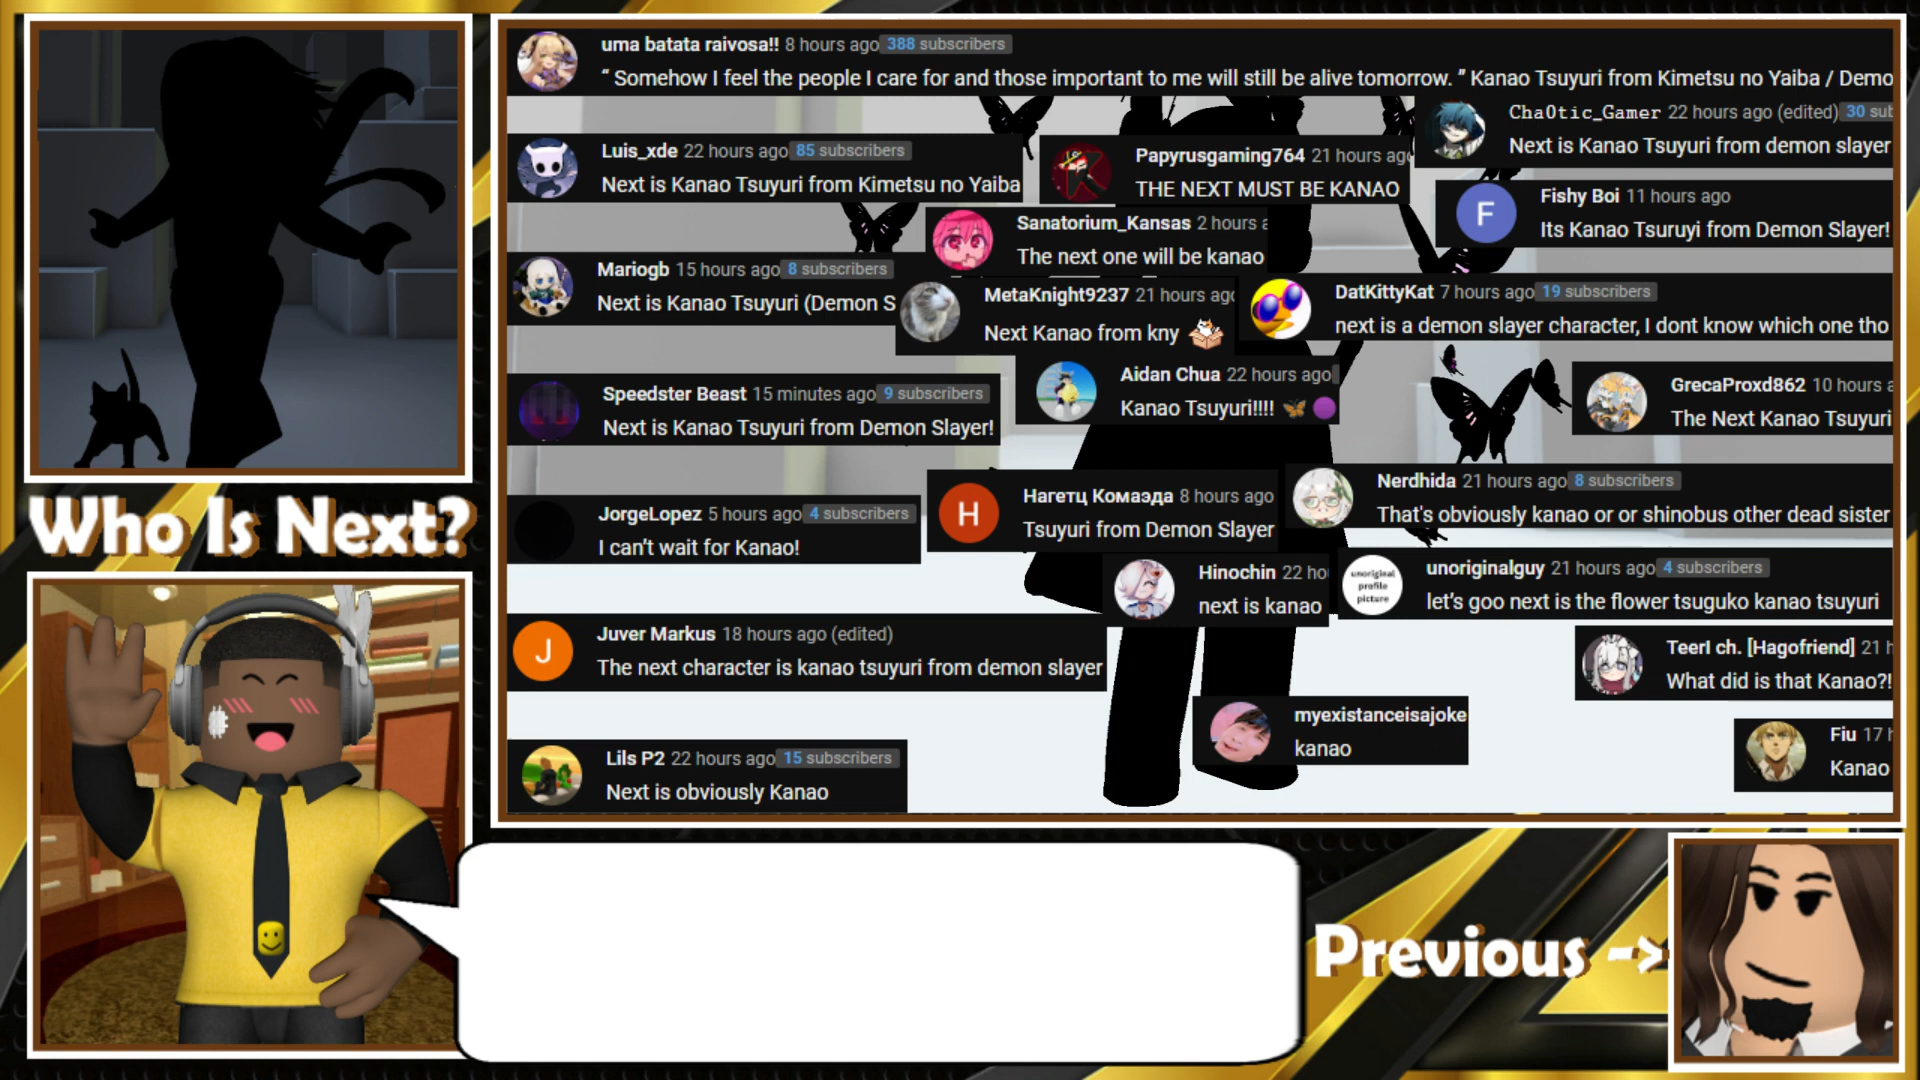 uma batata raivosa!! 8 hours ago 388 subscribers
“ Somehow I feel the people I care for and those important to me will still be alive tomorrow. ” Kanao Tsuyuri from Kimetsu no Yaiba / Demo
Cha0tic_Gamer 22 hours ago (edited) 30 sub
Next is Kanao Tsuyuri from demon slayer
Luis_xde 22 hours ago 85 subscribers
Next is Kanao Tsuyuri from Kimetsu no Yaiba
Papyrusgaming764 21 hours ago
THE NEXT MUST BE KANAO
Fishy Boi 11 hours ago
Its Kanao Tsuruyi from Demon Slayer!
Sanatorium_Kansas 2 hours a
The next one will be kanao
Mariogb 15 hours ago 8 subscribers
Next is Kanao Tsuyuri (Demon S
MetaKnight9237 21 hours ago
Next Kanao from kny
DatKittyKat 7 hours ago 19 subscribers
next is a demon slayer character, I dont know which one tho
Speedster Beast 15 minutes ago 9 subscribers
Next is Kanao Tsuyuri from Demon Slayer!
Aidan Chua 22 hours ago
Kanao Tsuyuri!!!! 🦋 🟣
GrecaProxd862 10 hours a
The Next Kanao Tsuyuri
JorgeLopez 5 hours ago 4 subscribers
I can't wait for Kanao!
H
Нагетц Комаэда 8 hours ago
Tsuyuri from Demon Slayer
Nerdhida 21 hours ago 8 subscribers
That's obviously kanao or or shinobus other dead sister
Hinochin 22 ho
next is kanao
unoriginal
profile
picture
unoriginalguy 21 hours ago 4 subscribers
let's goo next is the flower tsuguko kanao tsuyuri
J
Juver Markus 18 hours ago (edited)
The next character is kanao tsuyuri from demon slayer
Teerl ch. [Hagofriend] 21 h
What did is that Kanao?!
myexistanceisajoke
kanao
Fiu 17 h
Kanao
Lils P2 22 hours ago 15 subscribers
Next is obviously Kanao
F
Who Is Next?
Previous ->